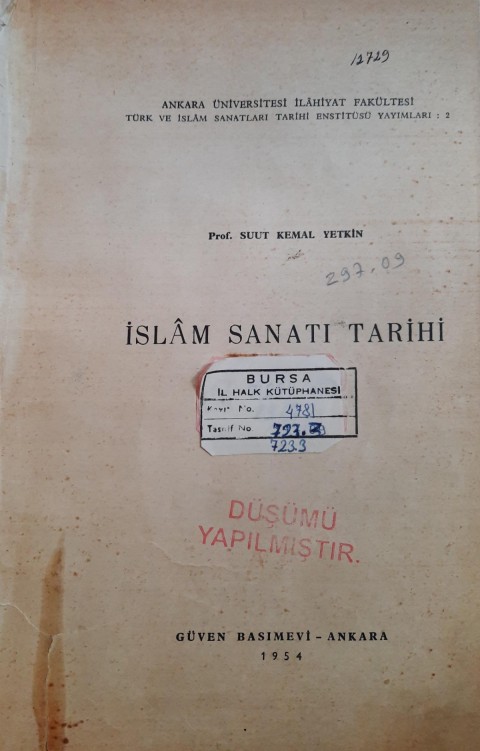 12729
ANKARA ÜNİVERSİTESİ İLÂHİYAT FAKÜLTESİ
TÜRK VE İSLÂM SANATLARI TARİHİ ENSTİTÜSÜ YAYIMLARI : 2
Prof. SUUT KEMAL YETKİN
297.09
İSLÂM SANATI TARİHİ
BURSA
İL HALK KÜTÜPHANESİ
Kayıt No. 4781
Tasnif No.
723.3
DÜŞÜMÜ
YAPILMIŞTIR.
GÜVEN BASIMEVİ – ANKARA
1954